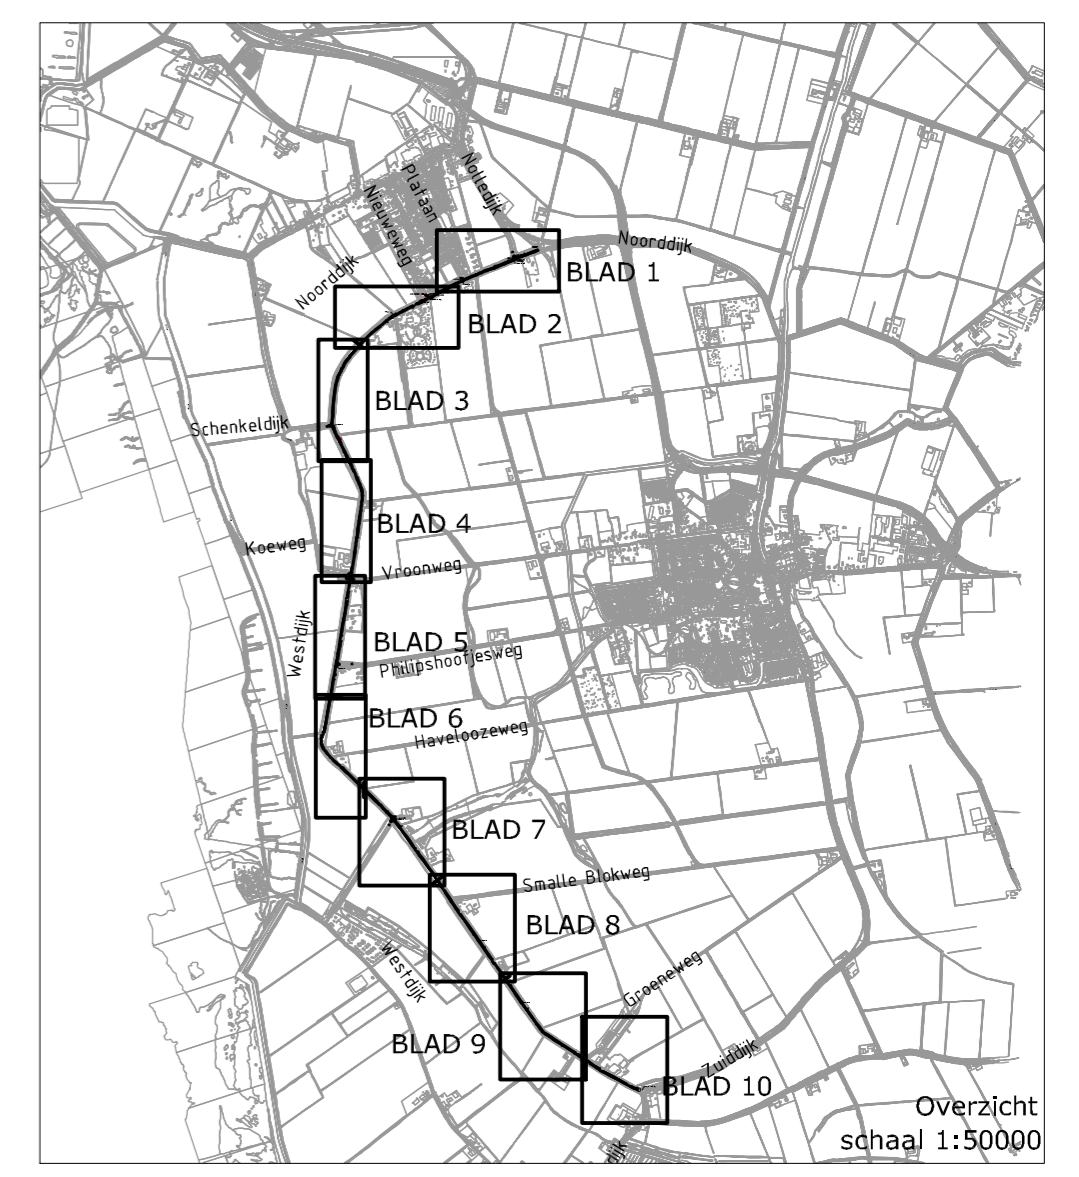 Nolledijk
Plataan
Nieuweweg
Noorddijk
Noorddijk
BLAD 1
BLAD 2
BLAD 3
Schenkeldijk
BLAD 4
Koeweg
Vroonweg
Westdijk
BLAD 5
Philipshoofjesweg
BLAD 6
Haveloozeweg
BLAD 7
Smalle Blokweg
BLAD 8
Westdijk
Groeneweg
BLAD 9
Zuiddijk
BLAD 10
Overzicht
schaal 1:50000